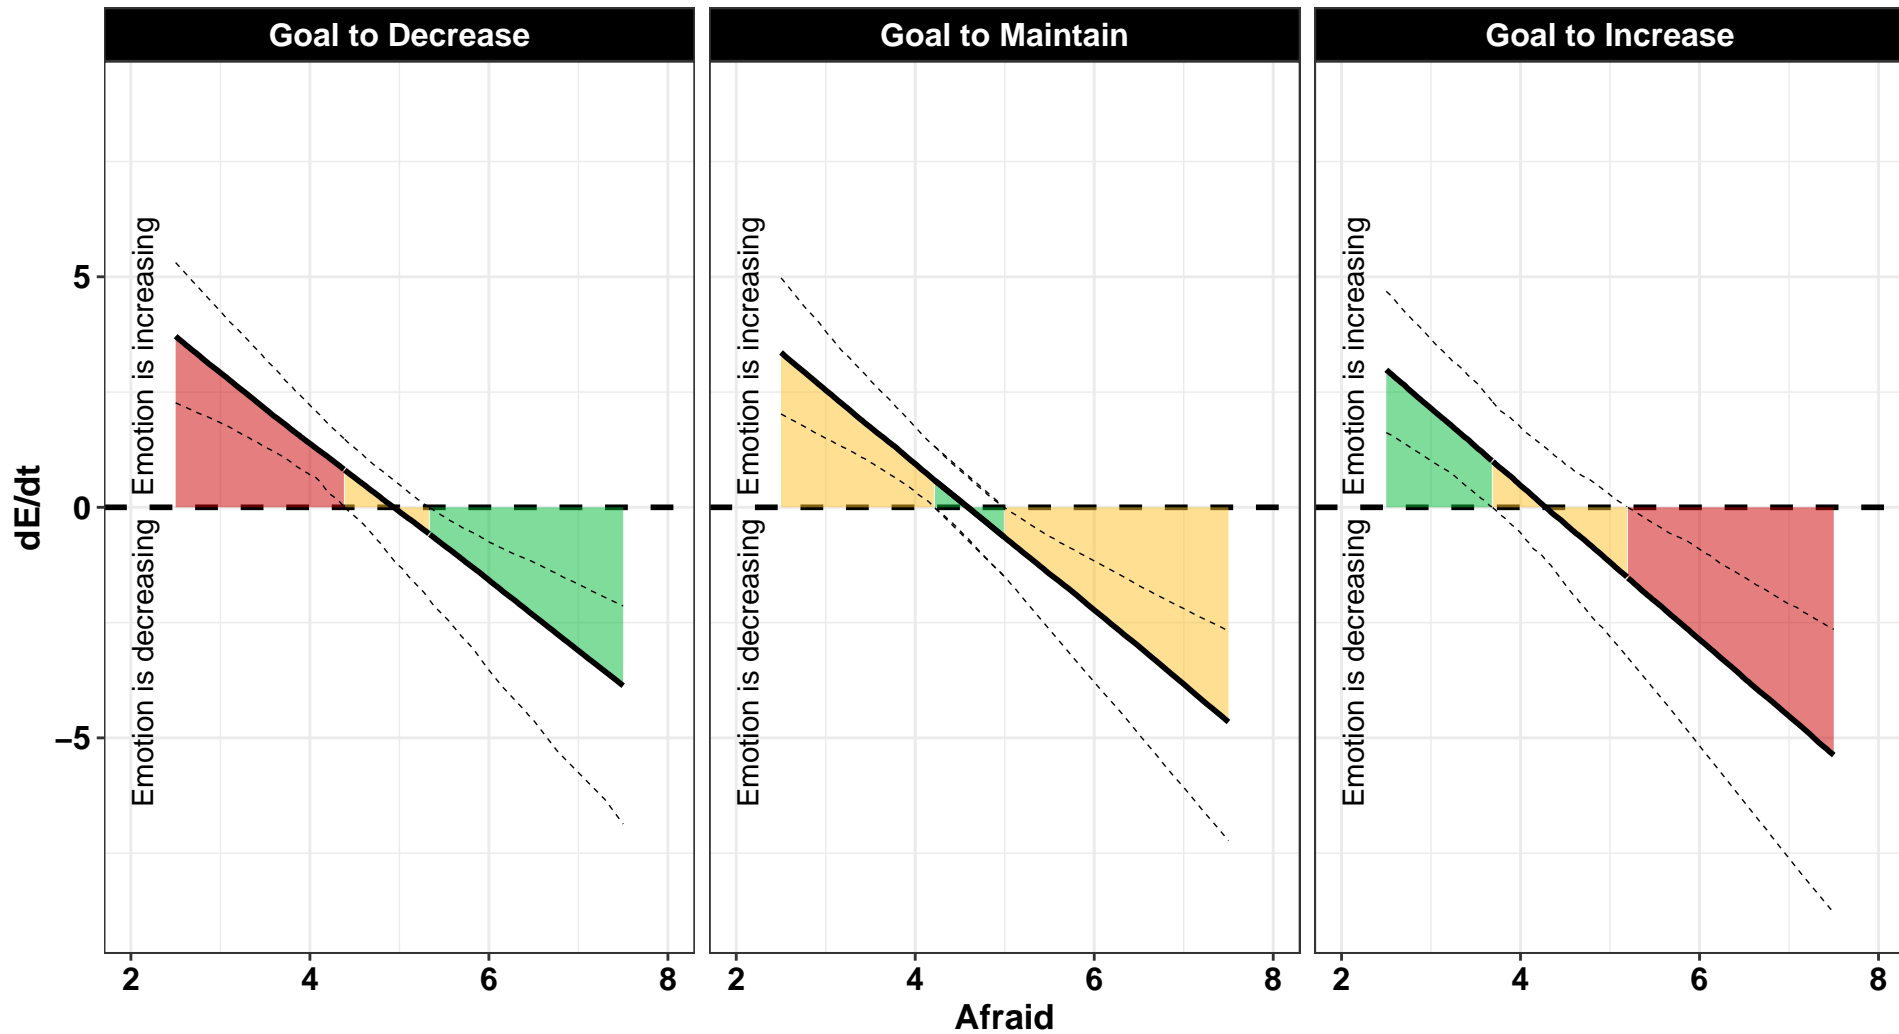 Goal to Decrease
Goal to Maintain
Goal to Increase
dE/dt
5
0
−5
Emotion is increasing
Emotion is decreasing
Emotion is increasing
Emotion is decreasing
Emotion is increasing
Emotion is decreasing
2 4 6 8
2 4 6 8
2 4 6 8
Afraid